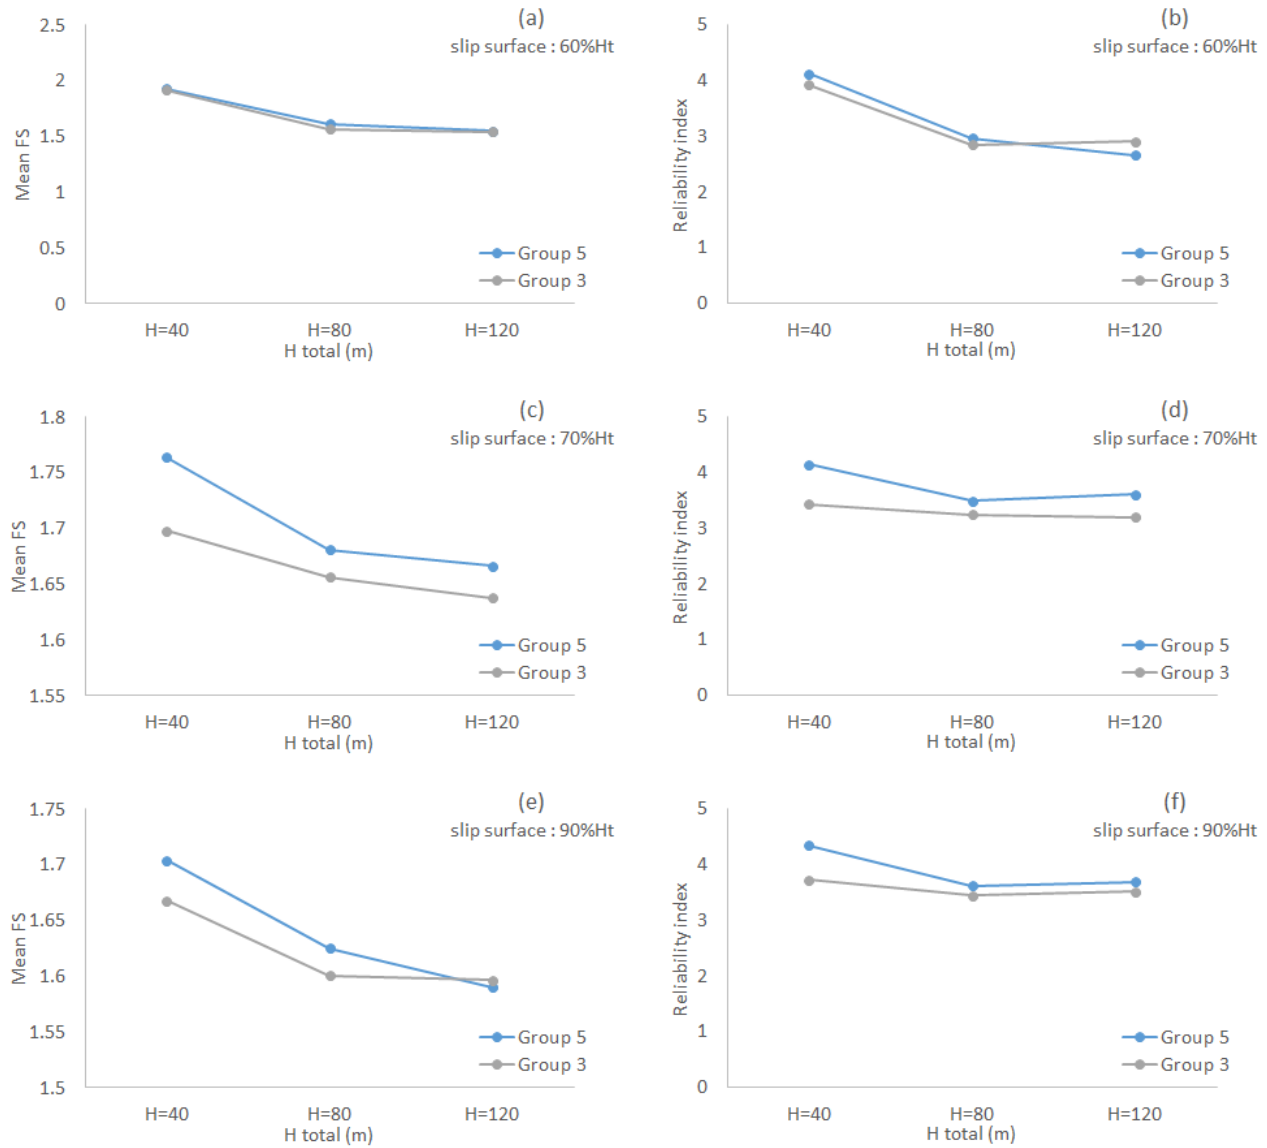 (a)
slip surface : 60%Ht
2.5
2
1.5
1
0.5
0
Mean FS
Group 5
Group 3
H=40 H=80 H=120
H total (m)
(b)
slip surface : 60%Ht
5
4
3
2
1
0
Reliability index
Group 5
Group 3
H=40 H=80 H=120
H total (m)
(c)
slip surface : 70%Ht
1.8
1.75
1.7
1.65
1.6
1.55
Mean FS
Group 5
Group 3
H=40 H=80 H=120
H total (m)
(d)
slip surface : 70%Ht
5
4
3
2
1
0
Reliability index
Group 5
Group 3
H=40 H=80 H=120
H total (m)
(e)
slip surface : 90%Ht
1.75
1.7
1.65
1.6
1.55
1.5
Mean FS
Group 5
Group 3
H=40 H=80 H=120
H total (m)
(f)
slip surface : 90%Ht
5
4
3
2
1
0
Reliability index
Group 5
Group 3
H=40 H=80 H=120
H total (m)